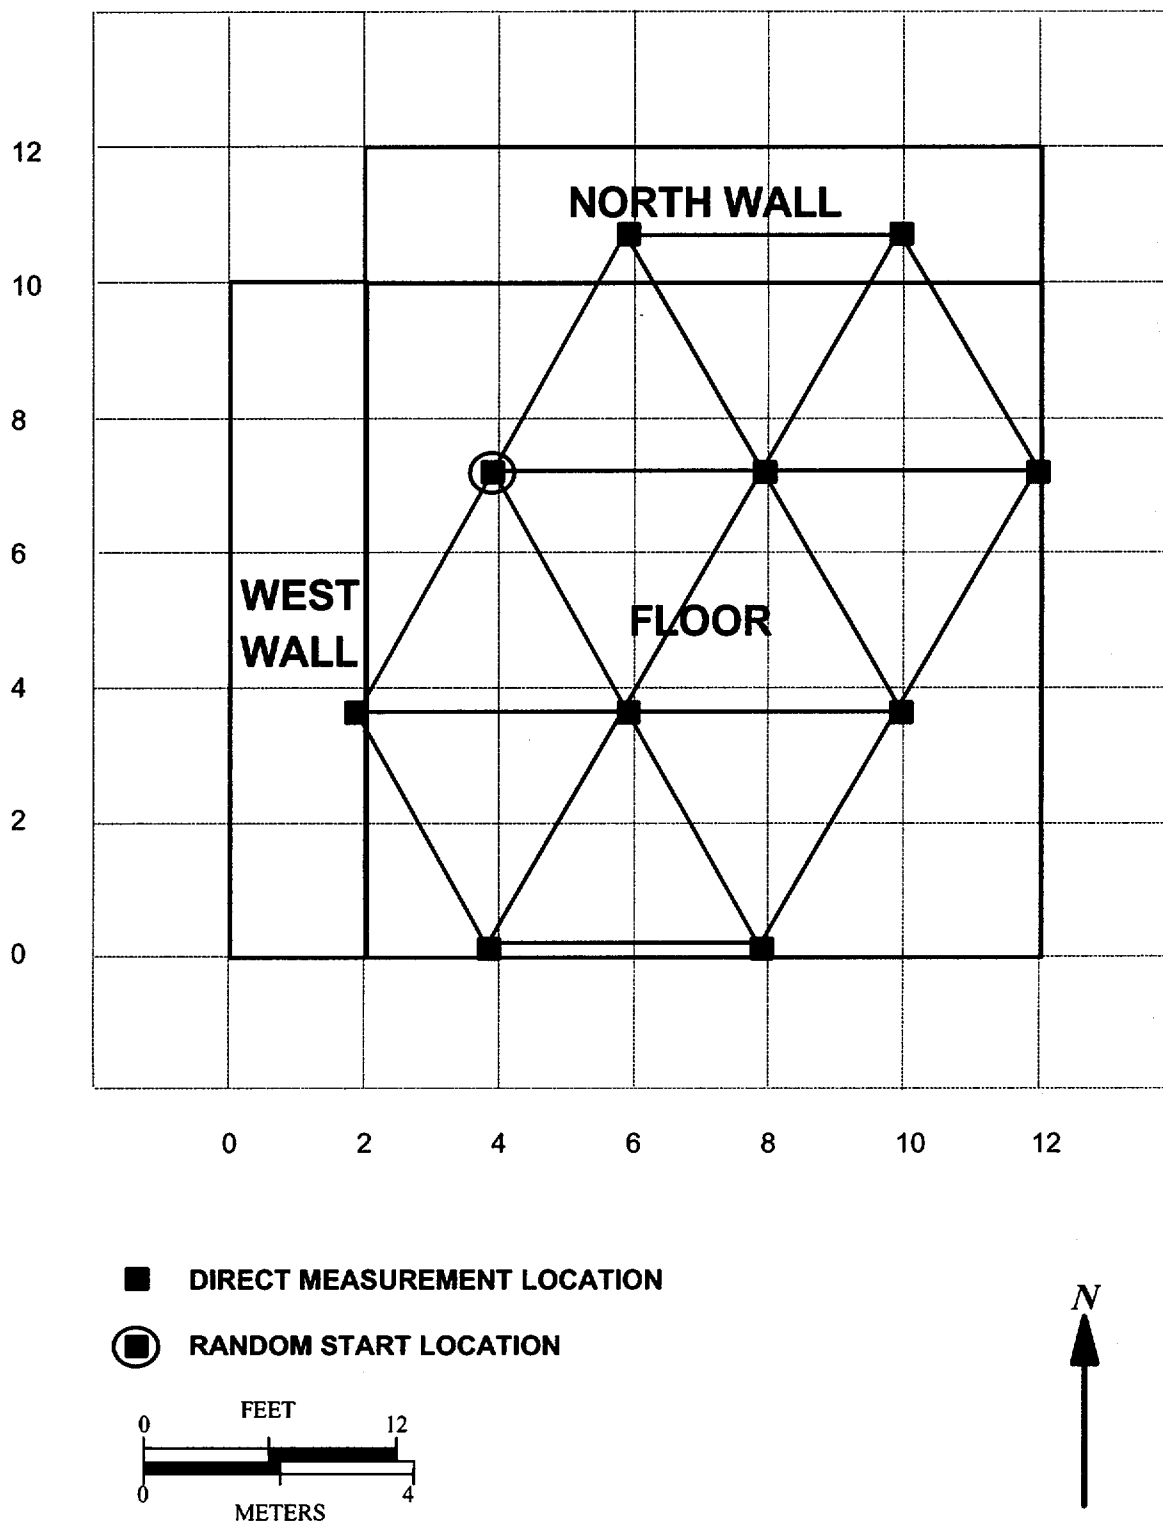 12
NORTH WALL
10
8
6
WEST
WALL
FLOOR
4
2
0
0 2 4 6 8 10 12
DIRECT MEASUREMENT LOCATION
RANDOM START LOCATION
N
FEET
0 12
0 4
METERS